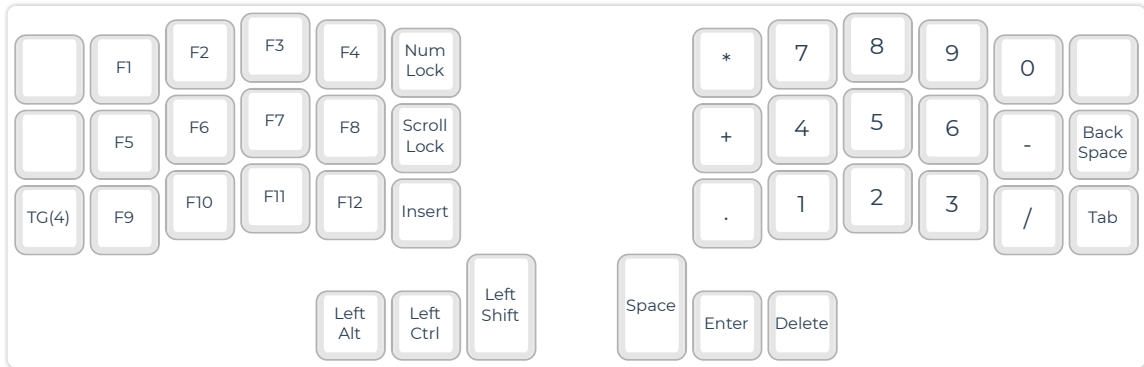 F1
F2
F3
F4
Num
Lock
*
7
8
9
0
F5
F6
F7
F8
Scroll
Lock
+
4
5
6
-
Back
Space
TG(4)
F9
F10
F11
F12
Insert
.
1
2
3
/
Tab
Left
Alt
Left
Ctrl
Left
Shift
Space
Enter
Delete